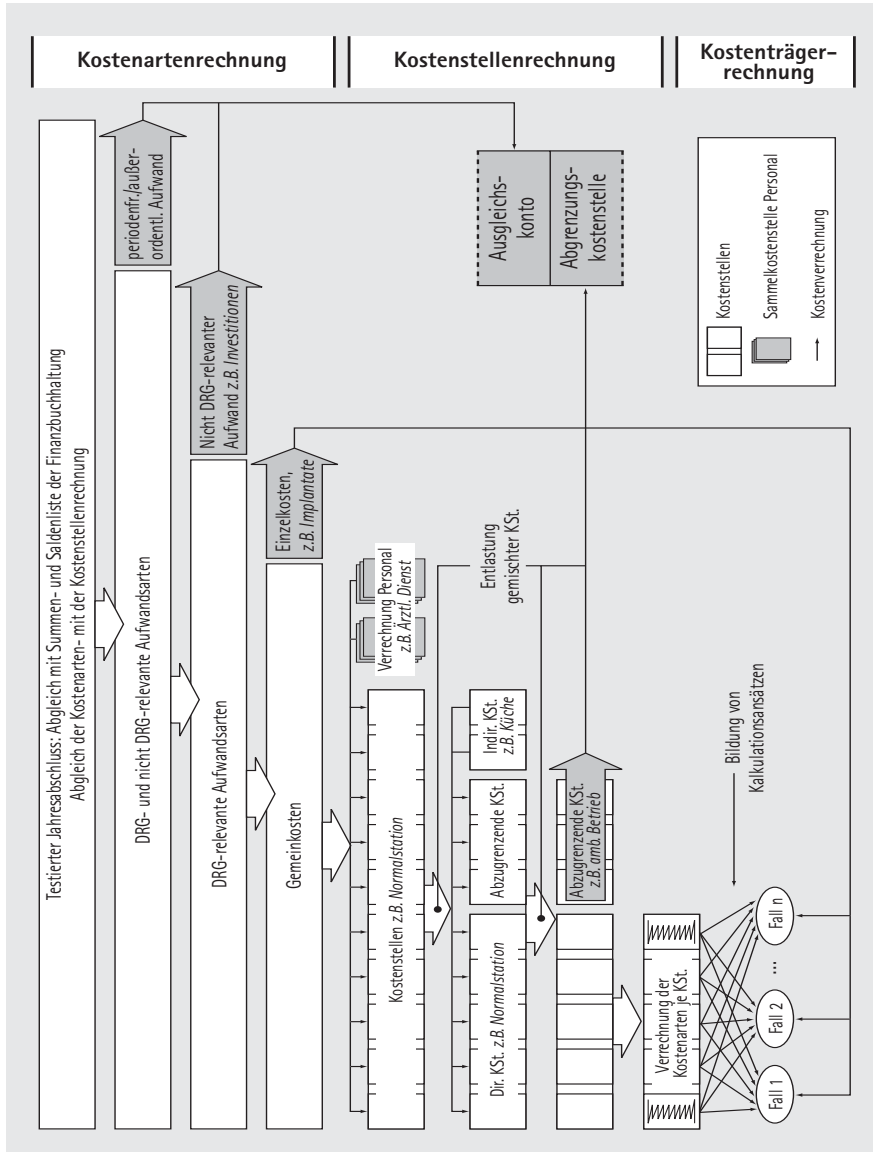 Kostenartenrechnung
Kostenstellenrechnung
Kostenträger-
rechnung
Testierter Jahresabschluss: Abgleich mit Summen- und Saldenliste der Finanzbuchhaltung
Abgleich der Kostenarten- mit der Kostenstellenrechnung
DRG- und nicht DRG-relevante Aufwandsarten
periodenfr./außer-
ordentl. Aufwand
DRG-relevante Aufwandsarten
Nicht DRG-relevanter
Aufwand z.B. Investitionen
Gemeinkosten
Einzelkosten,
z.B. Implantate
Kostenstellen z.B. Normalstation
Verrechnung Personal
z.B. Ärztl. Dienst
Dir. KSt. z.B. Normalstation
Abzugrenzende KSt.
Indir. KSt.
z.B. Küche
Entlastung
gemischter KSt.
Ausgleichs-
konto
Abgrenzungs-
kostenstelle
Abzugrenzende KSt.
z.B. amb. Betrieb
Verrechnung der
Kostenarten je KSt.
Bildung von
Kalkulationsansätzen
Fall 1
Fall 2
...
Fall n
Kostenstellen
Sammelkostenstelle Personal
Kostenverrechnung